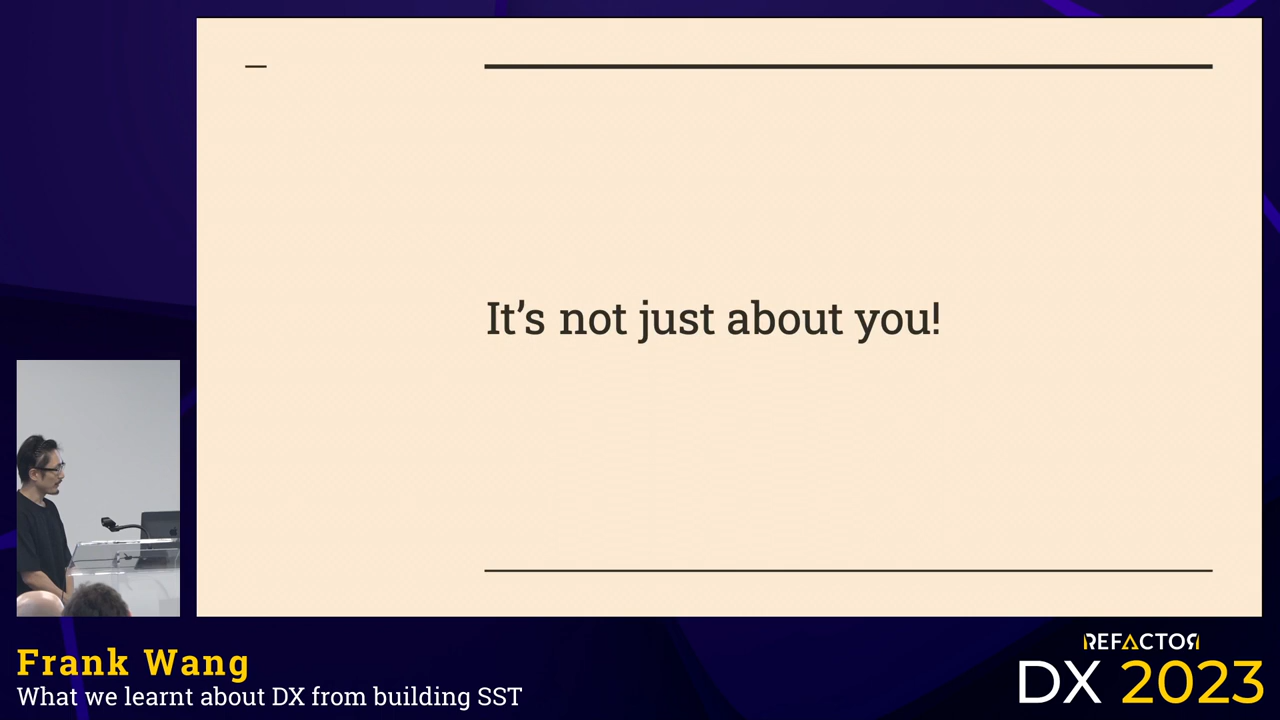 It’s not just about you!
Frank Wang
What we learnt about DX from building SST
REFACTOR
DX 2023